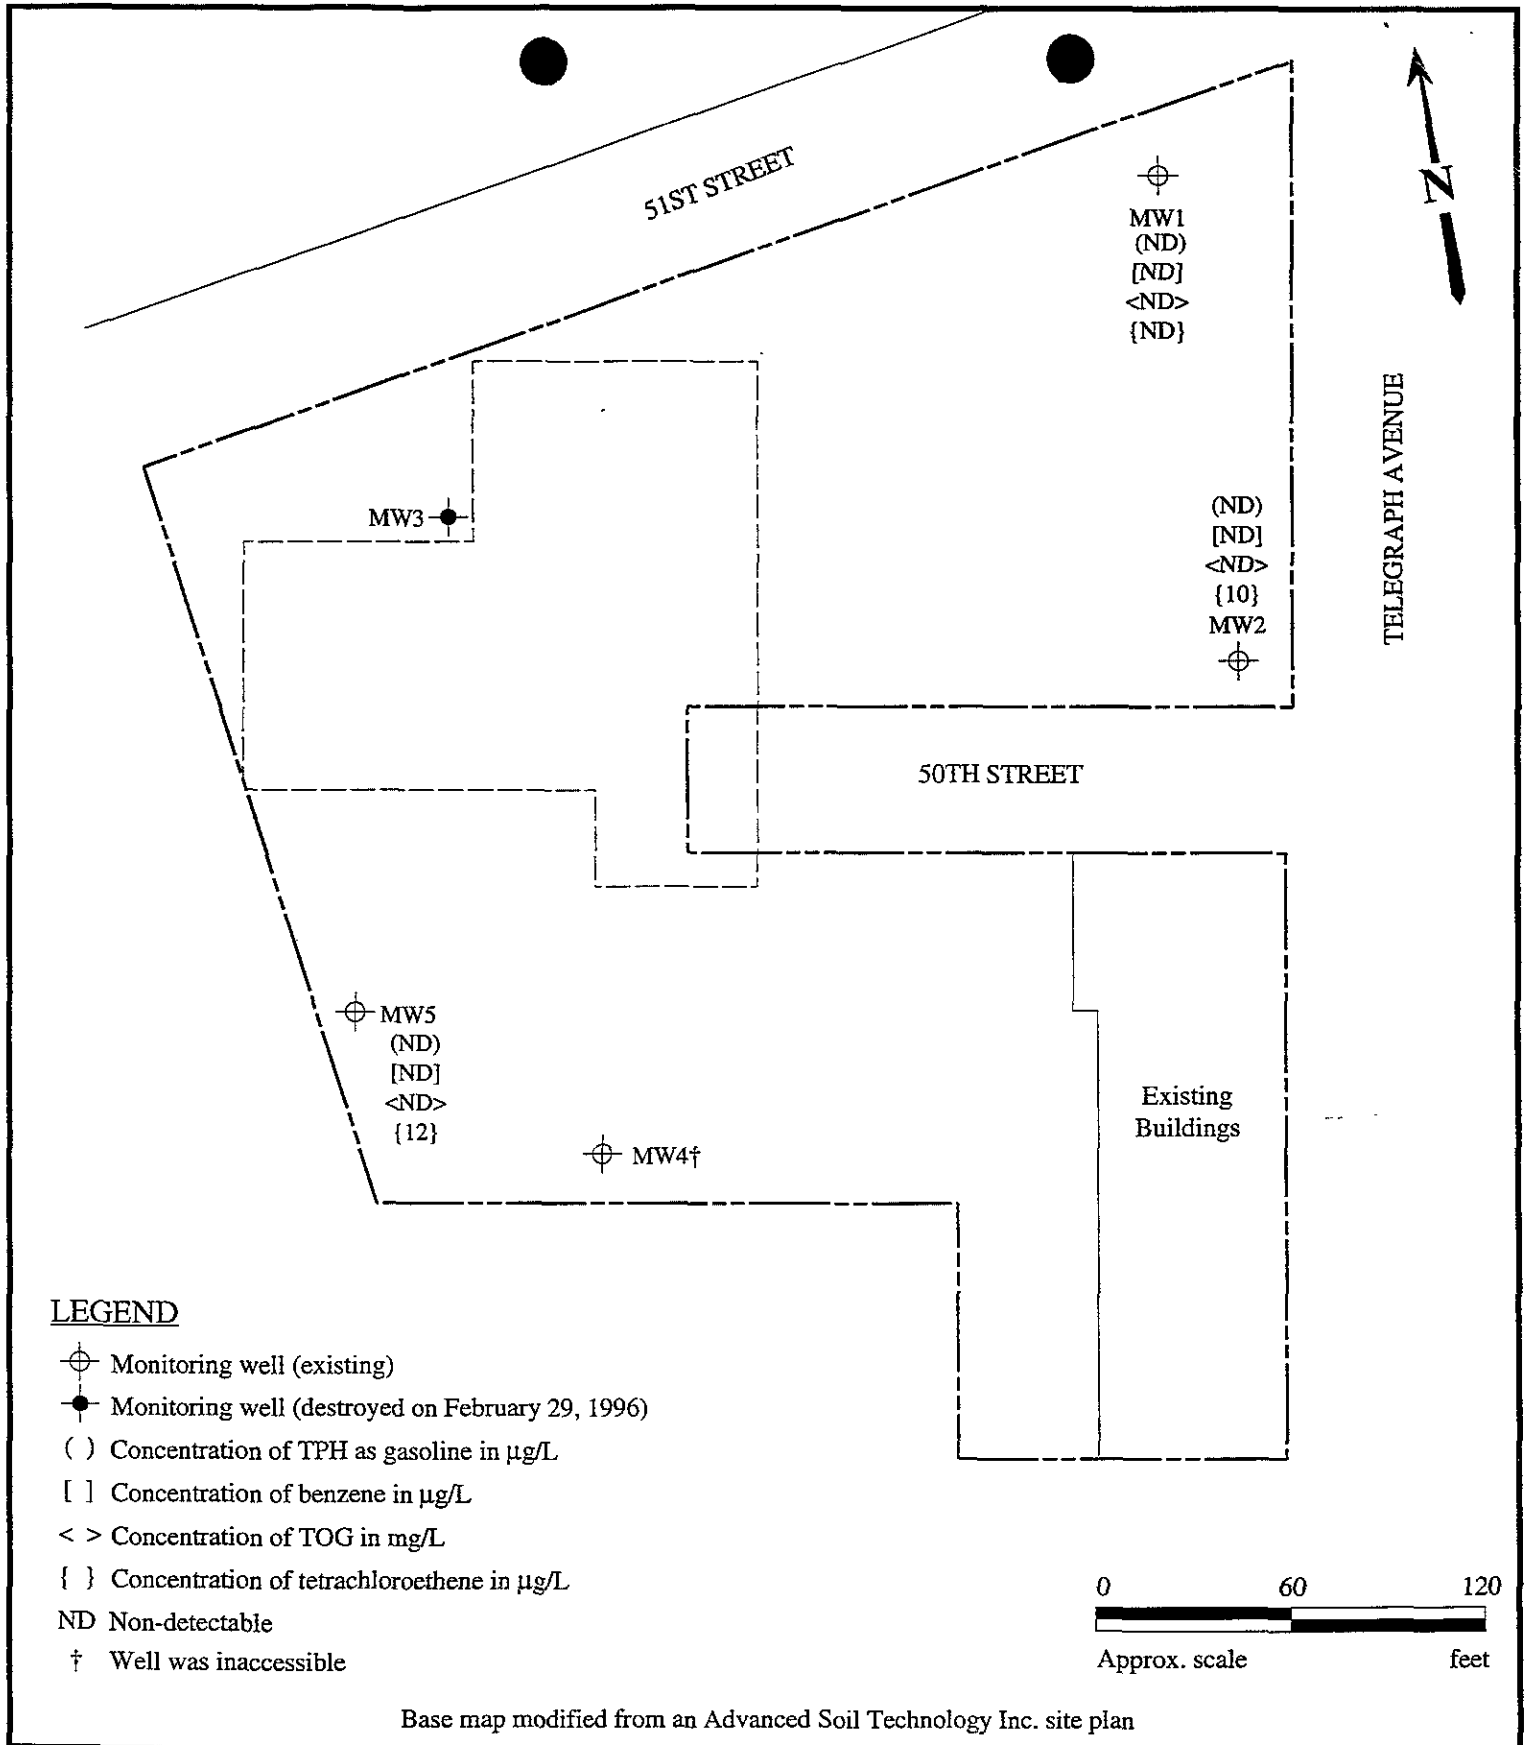 51ST STREET
N
MW1
(ND)
[ND]
<ND>
{ND}
TELEGRAPH AVENUE
MW3
(ND)
[ND]
<ND>
{10}
MW2
50TH STREET
MW5
(ND)
[ND]
<ND>
{12}
MW4†
Existing
Buildings
LEGEND
Monitoring well (existing)
Monitoring well (destroyed on February 29, 1996)
( ) Concentration of TPH as gasoline in µg/L
[ ] Concentration of benzene in µg/L
< > Concentration of TOG in mg/L
{ } Concentration of tetrachloroethene in µg/L
ND Non-detectable
† Well was inaccessible
0 60 120
Approx. scale feet
Base map modified from an Advanced Soil Technology Inc. site plan